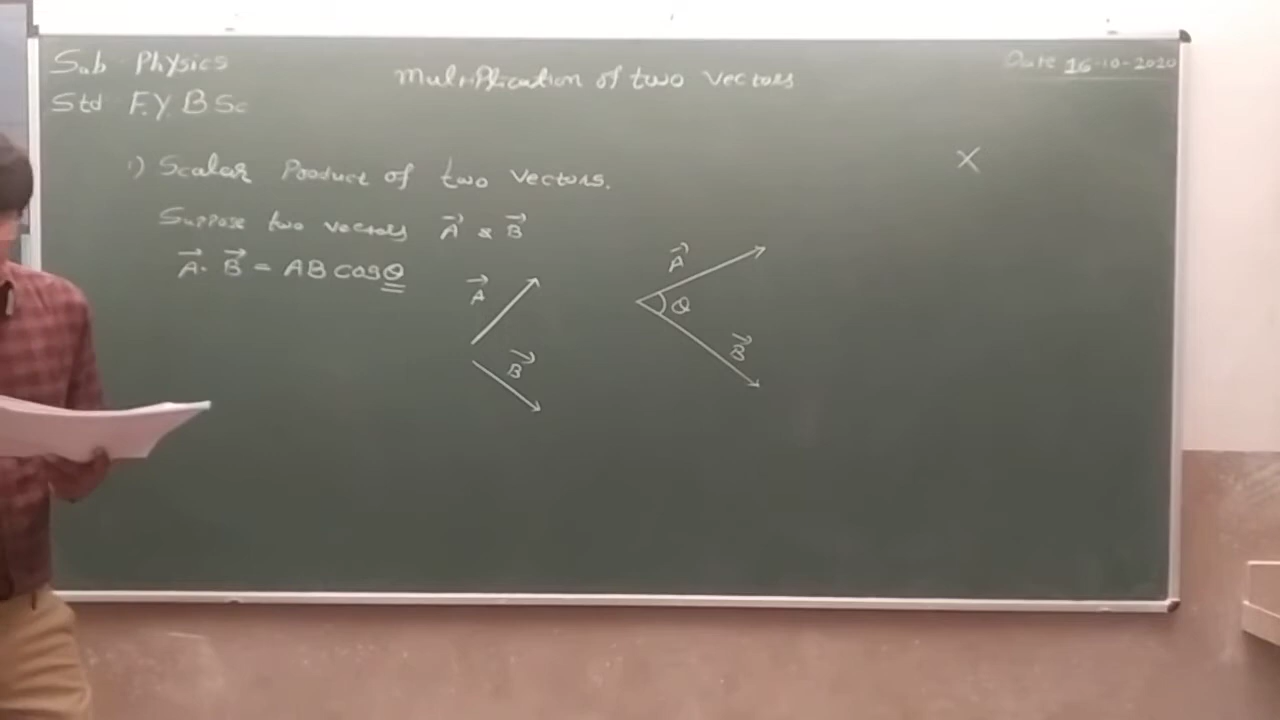 Sub Physics
Std F.Y.BSc
Multiplication of two vectors
Date 16-10-2020
1) Scalar Product of two Vectors.
Suppose two vectors A⃗ & B⃗
A⃗. B⃗ = AB cosθ
A⃗
B⃗
A⃗
θ
B⃗
X